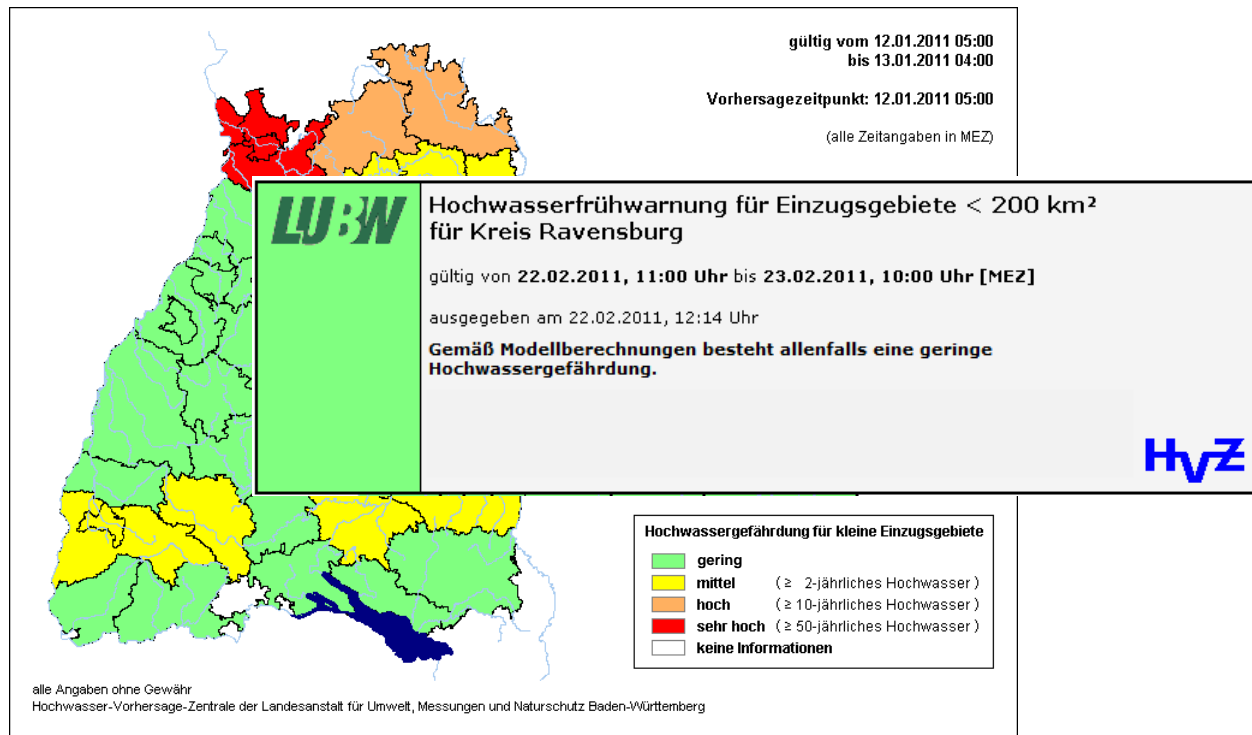 gültig vom 12.01.2011 05:00
bis 13.01.2011 04:00
Vorhersagezeitpunkt: 12.01.2011 05:00
(alle Zeitangaben in MEZ)
LUBW
Hochwasserfrühwarnung für Einzugsgebiete < 200 km²
für Kreis Ravensburg
gültig von 22.02.2011, 11:00 Uhr bis 23.02.2011, 10:00 Uhr [MEZ]
ausgegeben am 22.02.2011, 12:14 Uhr
Gemäß Modellberechnungen besteht allenfalls eine geringe
Hochwassergefährdung.
HVZ
Hochwassergefährdung für kleine Einzugsgebiete
gering
mittel (≥ 2-jährliches Hochwasser)
hoch (≥ 10-jährliches Hochwasser)
sehr hoch (≥ 50-jährliches Hochwasser)
keine Informationen
alle Angaben ohne Gewähr
Hochwasser-Vorhersage-Zentrale der Landesanstalt für Umwelt, Messungen und Naturschutz Baden-Württemberg